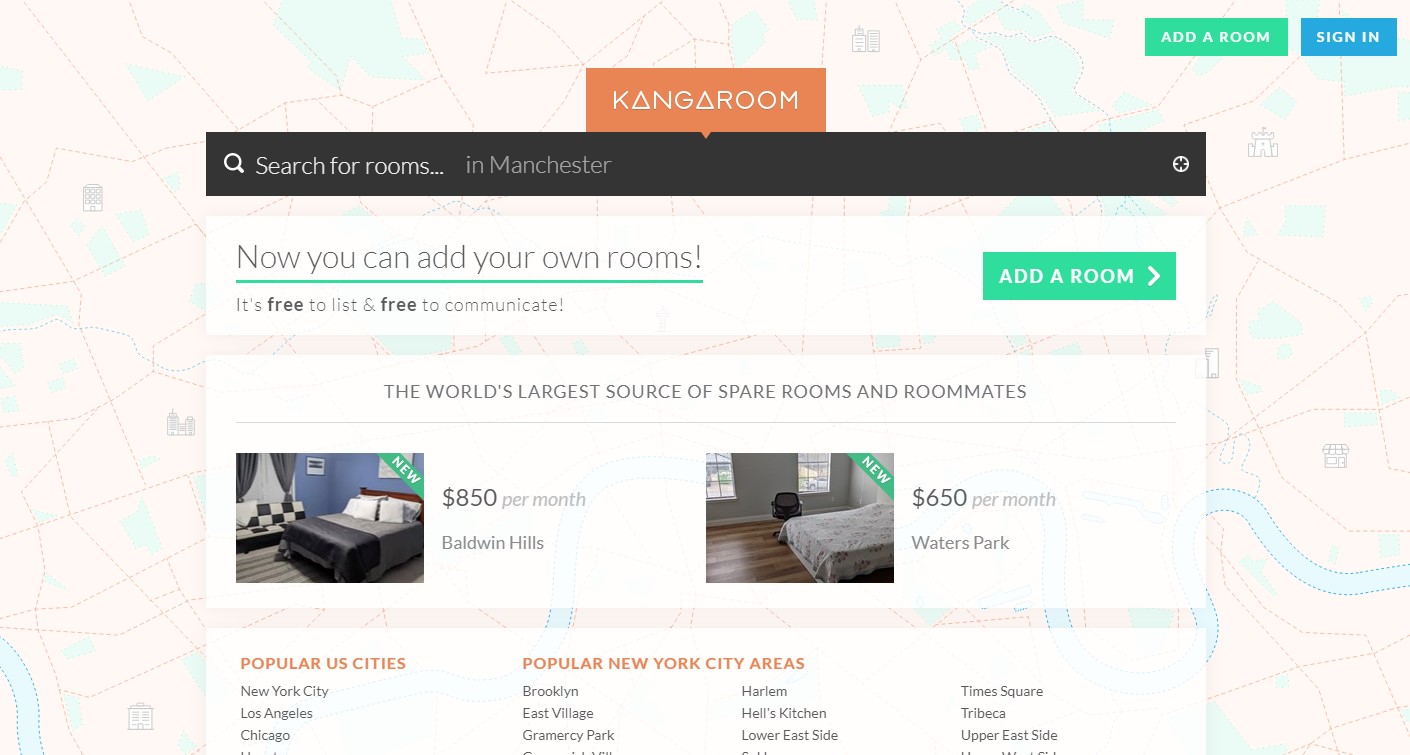 ADD A ROOM
SIGN IN
KANGAROOM
Search for rooms... in Manchester
Now you can add your own rooms!
ADD A ROOM
It's free to list & free to communicate!
THE WORLD'S LARGEST SOURCE OF SPARE ROOMS AND ROOMMATES
NEW
$850 per month
Baldwin Hills
NEW
$650 per month
Waters Park
POPULAR US CITIES
New York City
Los Angeles
Chicago
POPULAR NEW YORK CITY AREAS
Brooklyn
East Village
Gramercy Park
Harlem
Hell's Kitchen
Lower East Side
Times Square
Tribeca
Upper East Side